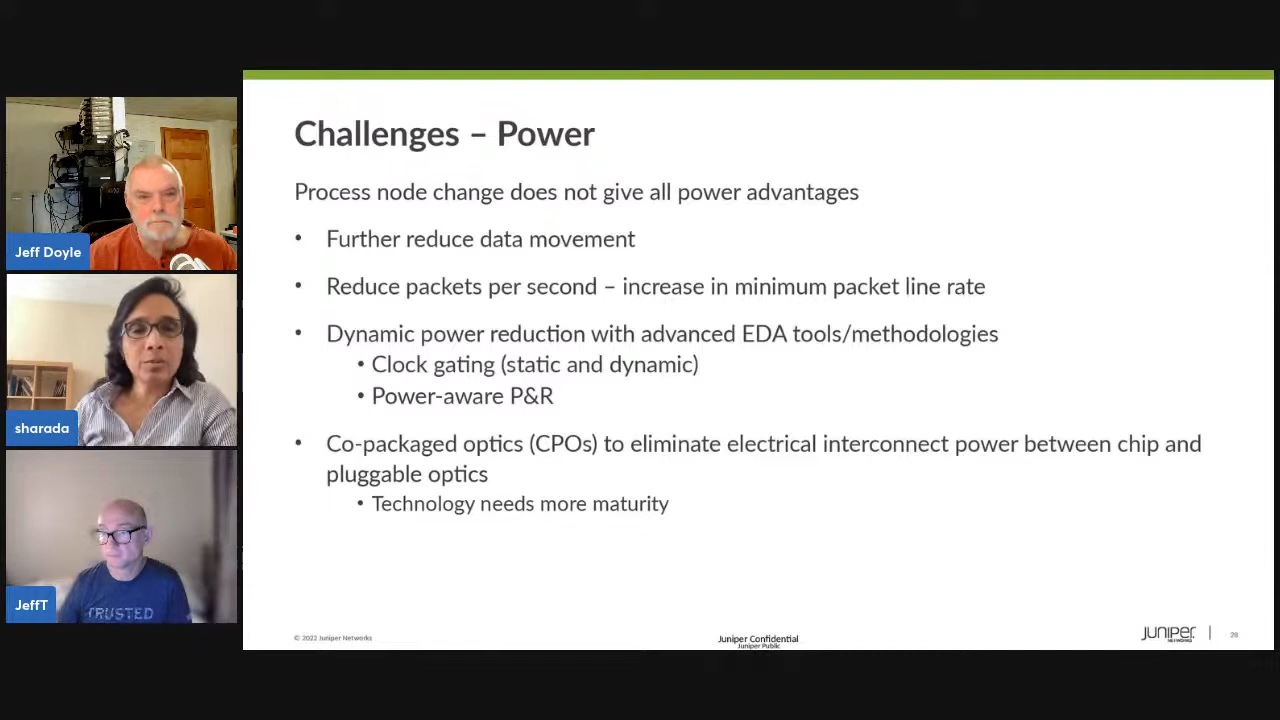 Challenges – Power
Process node change does not give all power advantages
• Further reduce data movement
• Reduce packets per second – increase in minimum packet line rate
• Dynamic power reduction with advanced EDA tools/methodologies
• Clock gating (static and dynamic)
• Power-aware P&R
• Co-packaged optics (CPOs) to eliminate electrical interconnect power between chip and
pluggable optics
• Technology needs more maturity
© 2022 Juniper Networks
Juniper Confidential
Juniper Public
JUNIPER
NETWORKS
28
Jeff Doyle
sharada
JeffT
TRUSTED